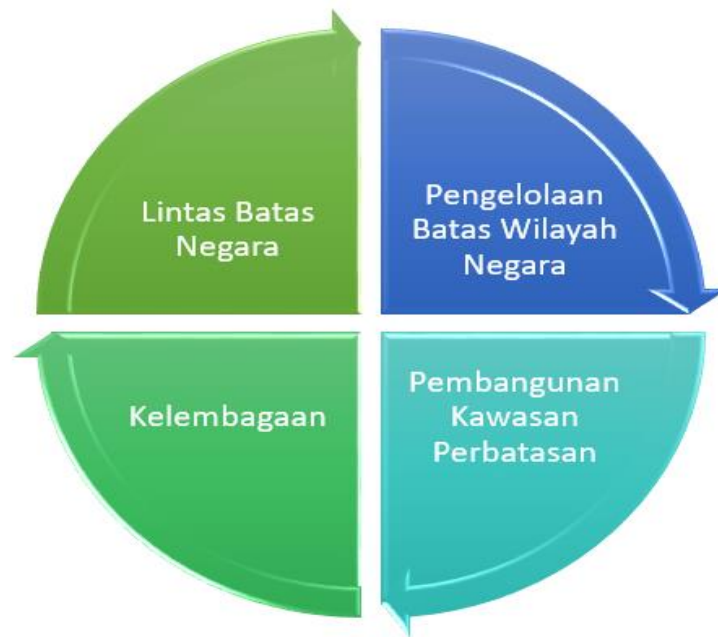 Lintas Batas
Negara
Pengelolaan
Batas Wilayah
Negara
Kelembagaan
Pembangunan
Kawasan
Perbatasan